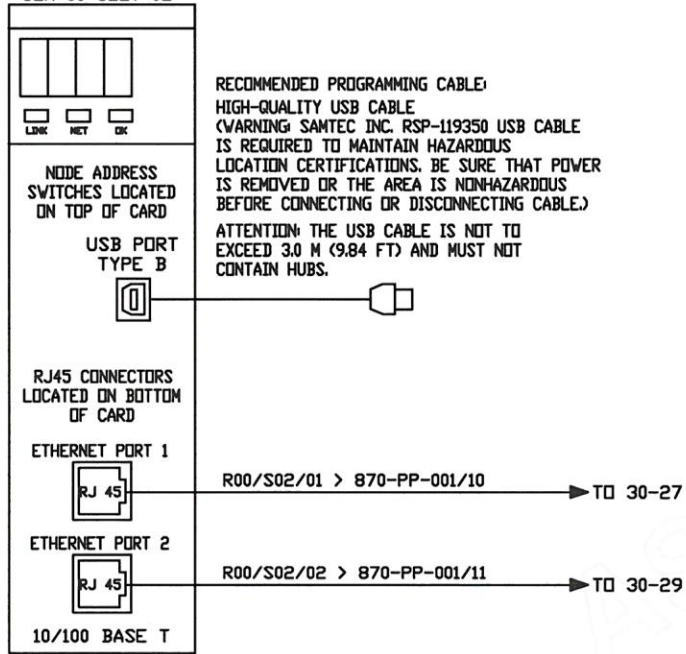 LINK NET OK
NODE ADDRESS
SWITCHES LOCATED
ON TOP OF CARD
USB PORT
TYPE B
RECOMMENDED PROGRAMMING CABLE:
HIGH-QUALITY USB CABLE
(WARNING: SAMTEC INC. RSP-119350 USB CABLE
IS REQUIRED TO MAINTAIN HAZARDOUS
LOCATION CERTIFICATIONS. BE SURE THAT POWER
IS REMOVED OR THE AREA IS NONHAZARDOUS
BEFORE CONNECTING OR DISCONNECTING CABLE.)
ATTENTION: THE USB CABLE IS NOT TO
EXCEED 3.0 M (9.84 FT) AND MUST NOT
CONTAIN HUBS.
RJ45 CONNECTORS
LOCATED ON BOTTOM
OF CARD
ETHERNET PORT 1
RJ 45
R00/S02/01 > 870-PP-001/10
TO 30-27
ETHERNET PORT 2
RJ 45
R00/S02/02 > 870-PP-001/11
TO 30-29
10/100 BASE T